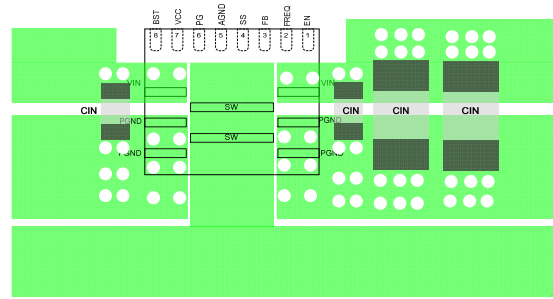 BST VCC PG AGND SS FB FREQ EN
8 7 6 5 4 3 2 1
VIN VIN
SW
CIN CIN CIN CIN
PGND PGND
SW
PGND PGND